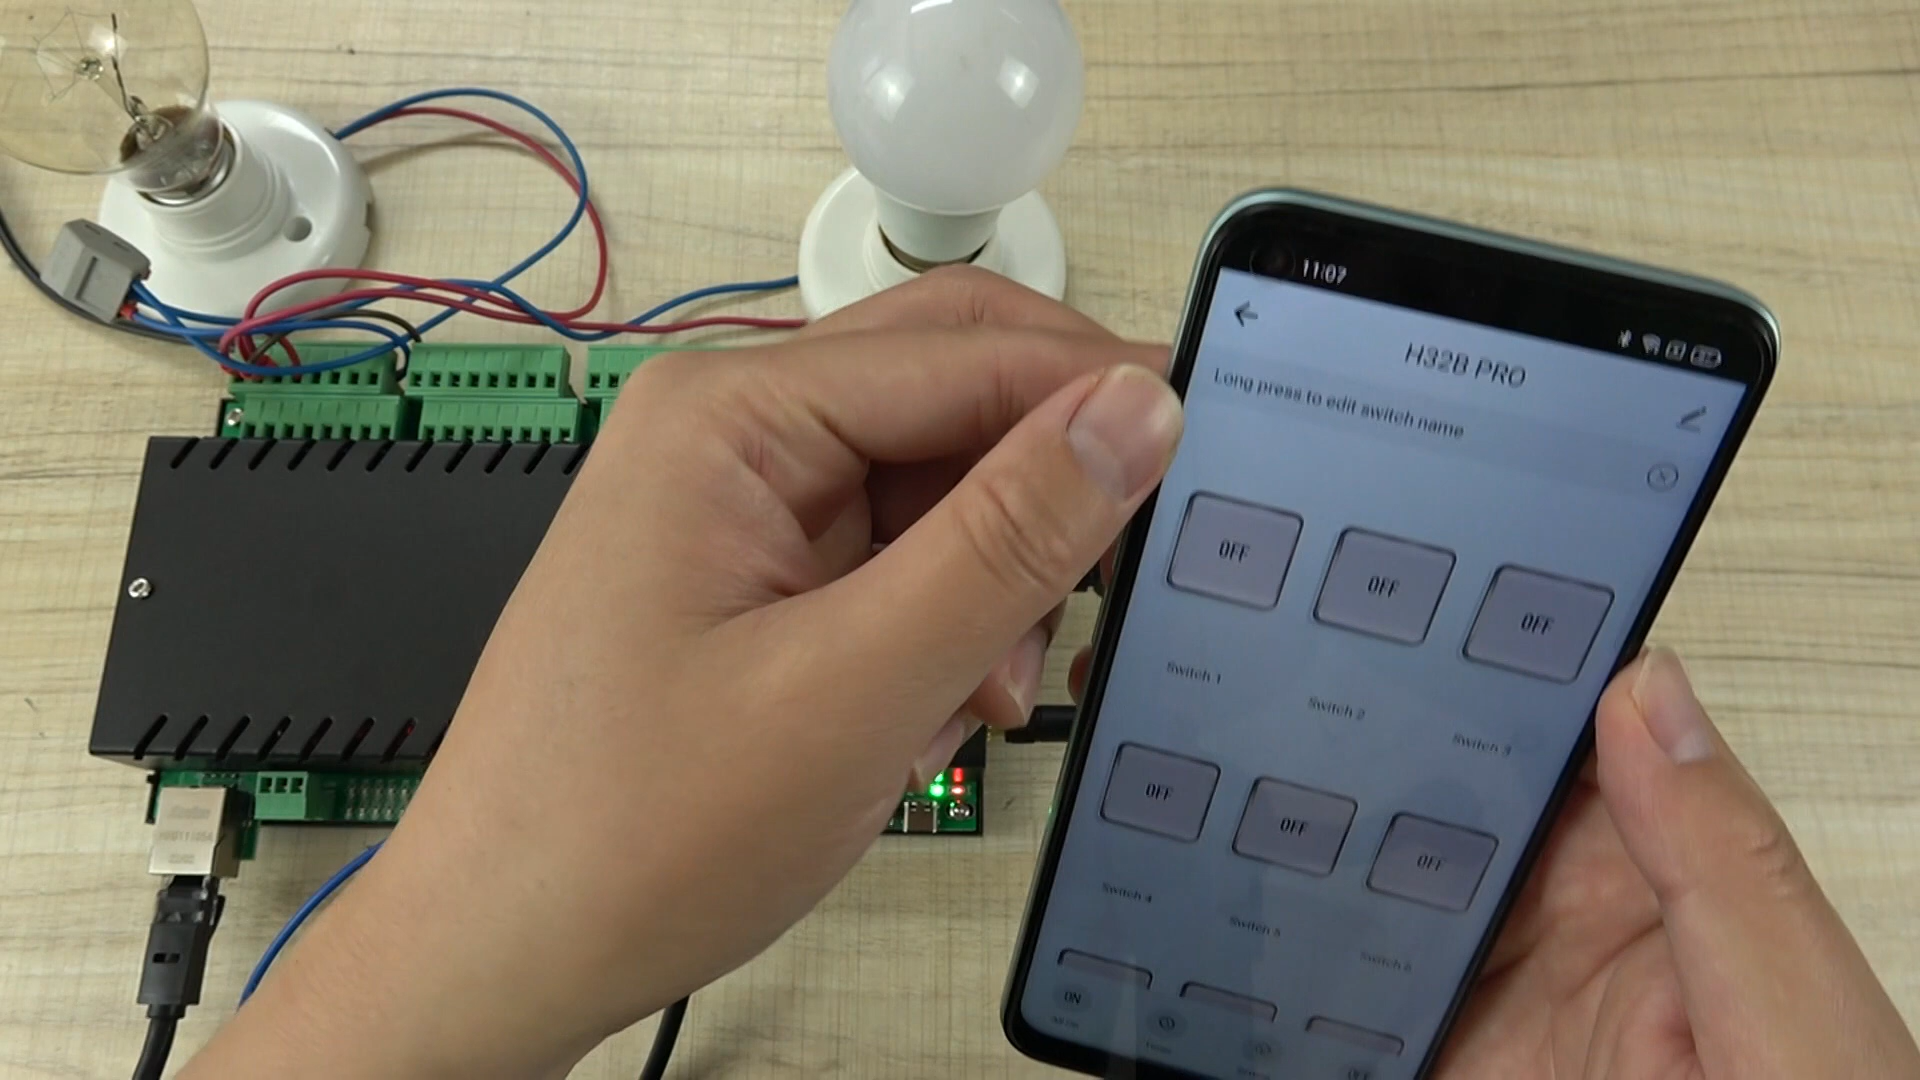 11:07
H32B PRO
Long press to edit switch name
OFF
OFF
OFF
Switch 1
Switch 2
Switch 3
OFF
OFF
OFF
Switch 4
Switch 5
Switch 6
ON
OFF